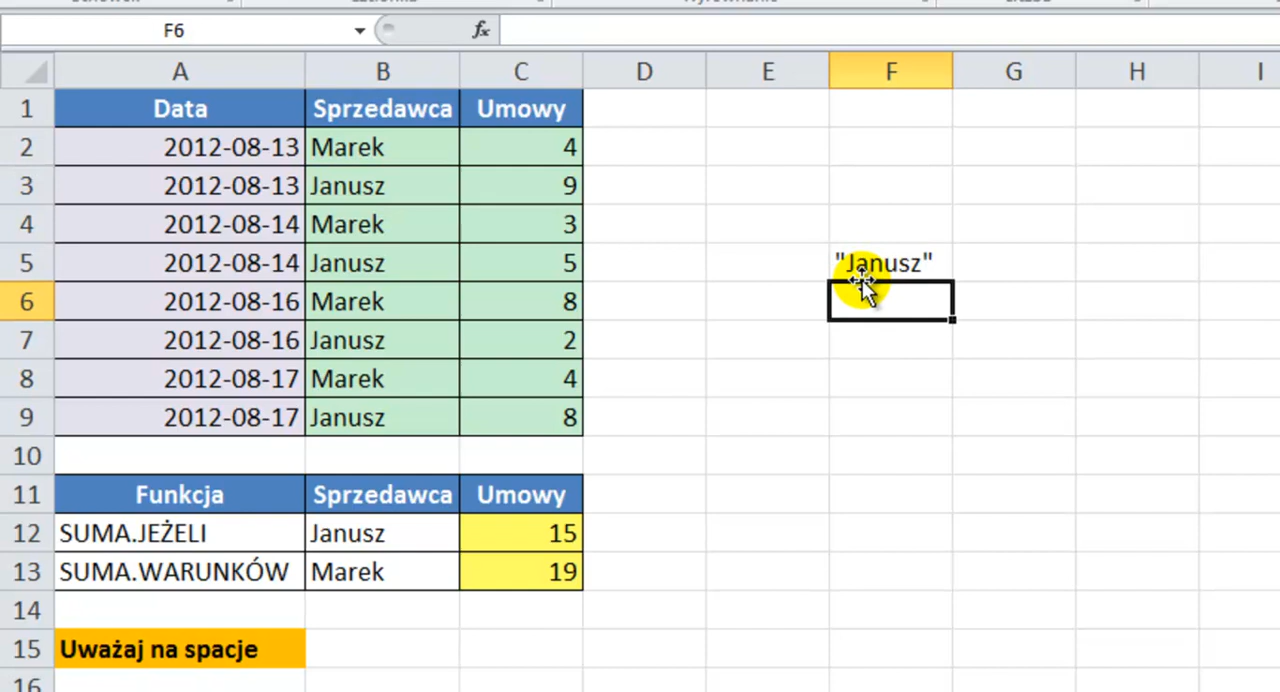 F6 fx
A B C D E F G H I
1 Data Sprzedawca Umowy
2 2012-08-13 Marek 4
3 2012-08-13 Janusz 9
4 2012-08-14 Marek 3
5 2012-08-14 Janusz 5 "Janusz"
6 2012-08-16 Marek 8
7 2012-08-16 Janusz 2
8 2012-08-17 Marek 4
9 2012-08-17 Janusz 8
10
11 Funkcja Sprzedawca Umowy
12 SUMA.JEŻELI Janusz 15
13 SUMA.WARUNKÓW Marek 19
14
15 Uważaj na spacje
16